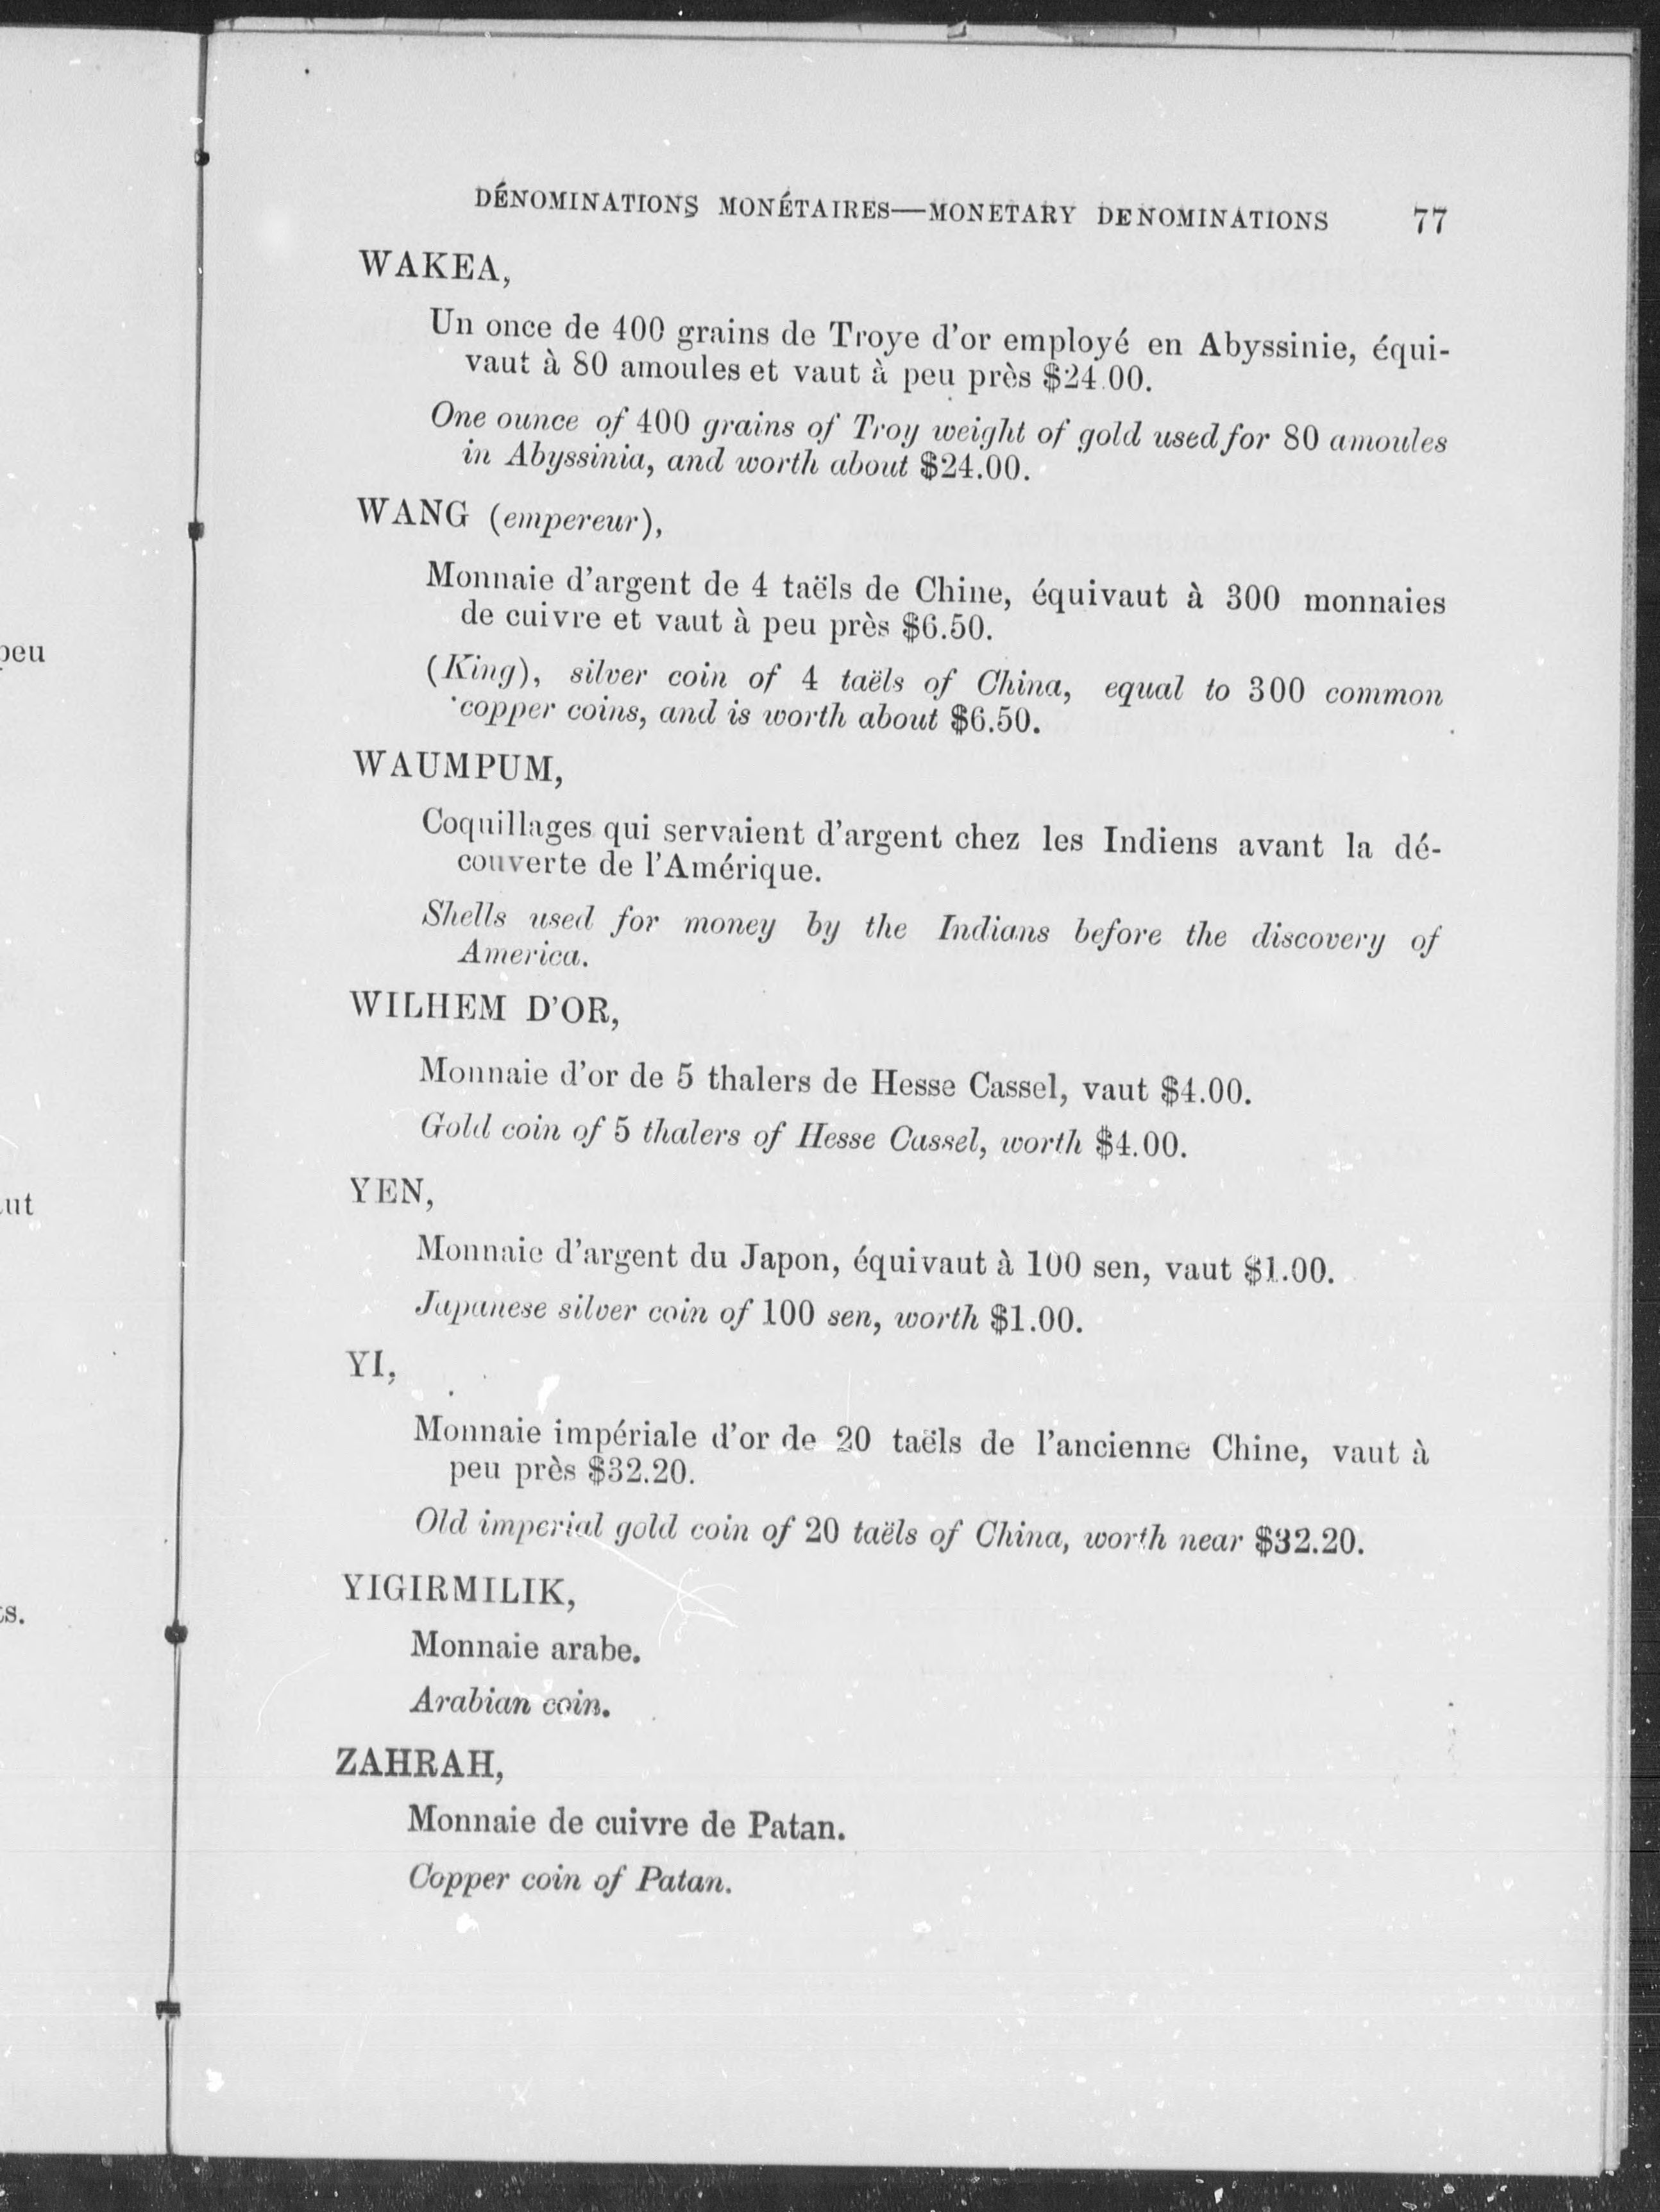 DÉNOMINATIONS MONÉTAIRES—MONETARY DENOMINATIONS 77
WAKEA,
Un once de 400 grains de Troye d'or employé en Abyssinie, équi-
vaut à 80 amoules et vaut à peu près $24.00.
One ounce of 400 grains of Troy weight of gold used for 80 amoules
in Abyssinia, and worth about $24.00.
WANG (empereur),
Monnaie d'argent de 4 taëls de Chine, équivaut à 300 monnaies
de cuivre et vaut à peu près $6.50.
(King), silver coin of 4 taëls of China, equal to 300 common
copper coins, and is worth about $6.50.
WAUMPUM,
Coquillages qui servaient d'argent chez les Indiens avant la dé-
couverte de l'Amérique.
Shells used for money by the Indians before the discovery of
America.
WILHEM D'OR,
Monnaie d'or de 5 thalers de Hesse Cassel, vaut $4.00.
Gold coin of 5 thalers of Hesse Cassel, worth $4.00.
YEN,
Monnaie d'argent du Japon, équivaut à 100 sen, vaut $1.00.
Japanese silver coin of 100 sen, worth $1.00.
YI,
Monnaie impériale d'or de 20 taëls de l'ancienne Chine, vaut à
peu près $32.20.
Old imperial gold coin of 20 taëls of China, worth near $32.20.
YIGIRMILIK,
Monnaie arabe.
Arabian coin.
ZAHRAH,
Monnaie de cuivre de Patan.
Copper coin of Patan.